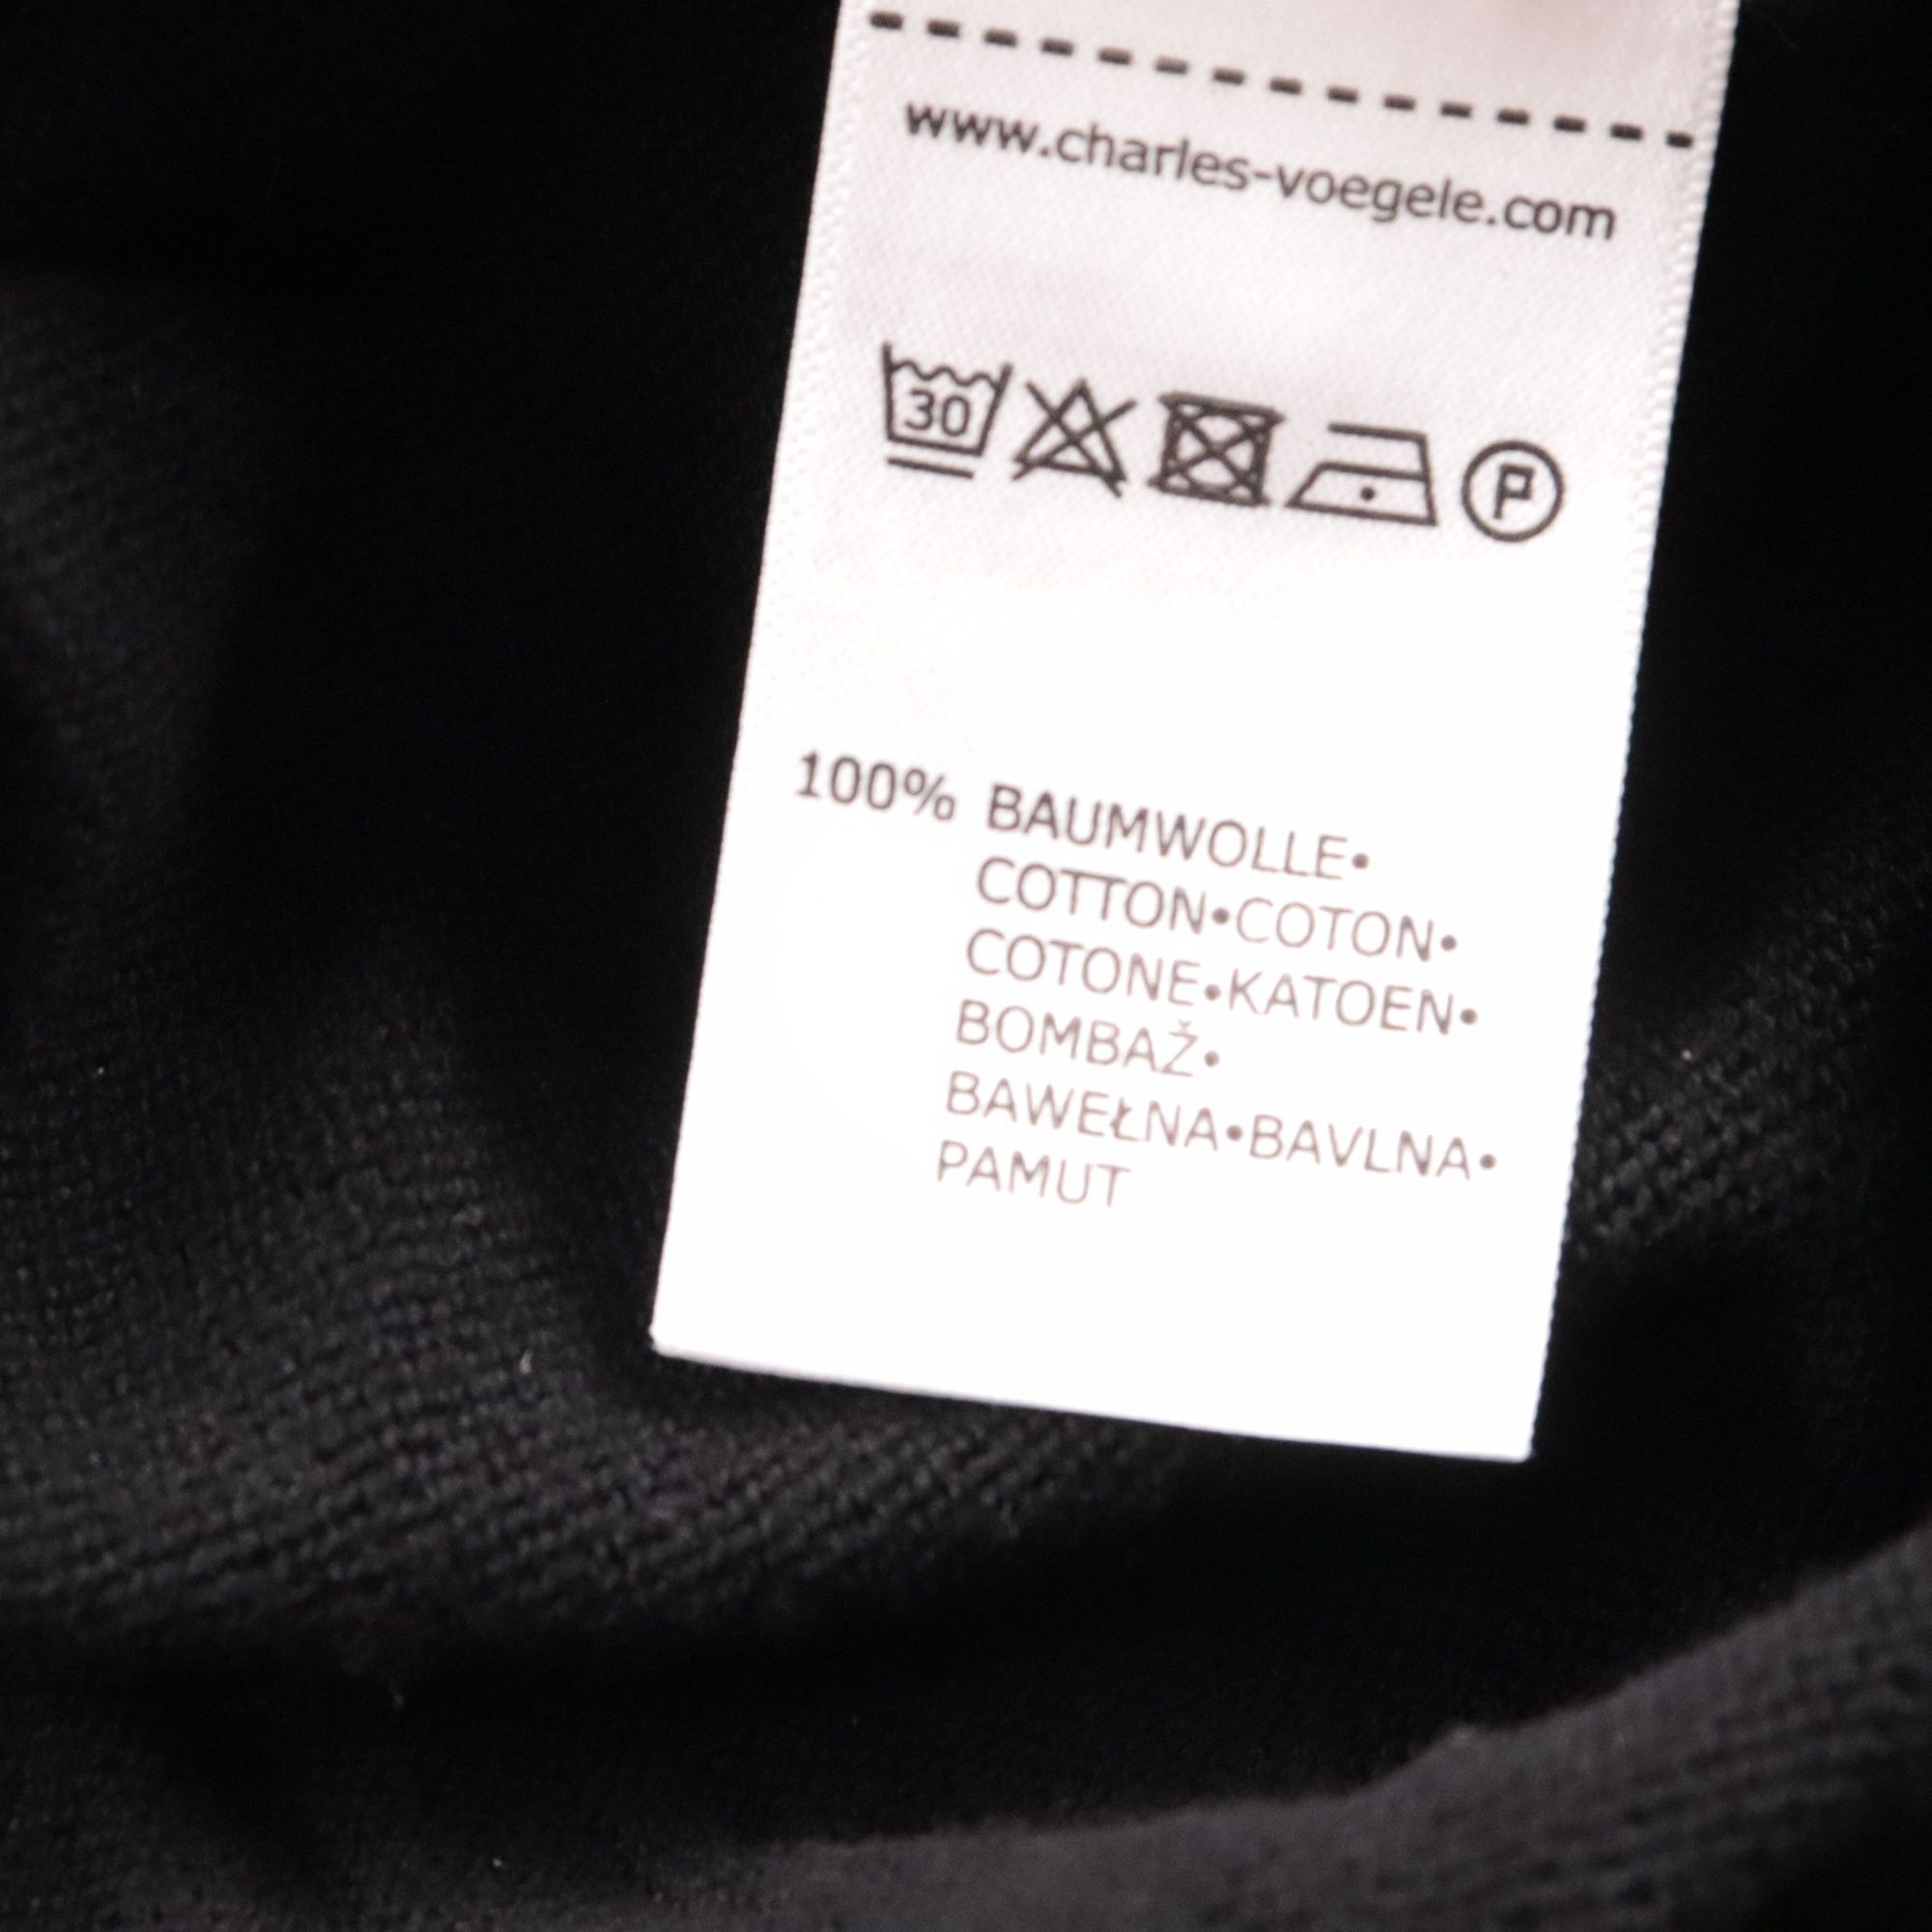 www.charles-voegele.com
30 P
100% BAUMWOLLE•
COTTON•COTON•
COTONE•KATOEN•
BOMBAŽ•
BAWEŁNA•BAVLNA•
PAMUT